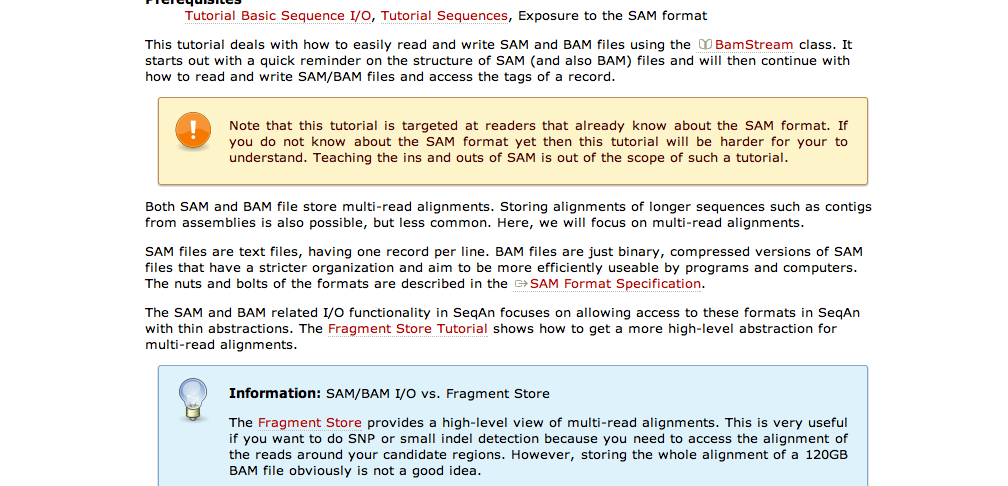 Prerequisites
Tutorial Basic Sequence I/O, Tutorial Sequences, Exposure to the SAM format
This tutorial deals with how to easily read and write SAM and BAM files using the BamStream class. It
starts out with a quick reminder on the structure of SAM (and also BAM) files and will then continue with
how to read and write SAM/BAM files and access the tags of a record.
Note that this tutorial is targeted at readers that already know about the SAM format. If
you do not know about the SAM format yet then this tutorial will be harder for your to
understand. Teaching the ins and outs of SAM is out of the scope of such a tutorial.
Both SAM and BAM file store multi-read alignments. Storing alignments of longer sequences such as contigs
from assemblies is also possible, but less common. Here, we will focus on multi-read alignments.
SAM files are text files, having one record per line. BAM files are just binary, compressed versions of SAM
files that have a stricter organization and aim to be more efficiently useable by programs and computers.
The nuts and bolts of the formats are described in the SAM Format Specification.
The SAM and BAM related I/O functionality in SeqAn focuses on allowing access to these formats in SeqAn
with thin abstractions. The Fragment Store Tutorial shows how to get a more high-level abstraction for
multi-read alignments.
Information: SAM/BAM I/O vs. Fragment Store
The Fragment Store provides a high-level view of multi-read alignments. This is very useful
if you want to do SNP or small indel detection because you need to access the alignment of
the reads around your candidate regions. However, storing the whole alignment of a 120GB
BAM file obviously is not a good idea.